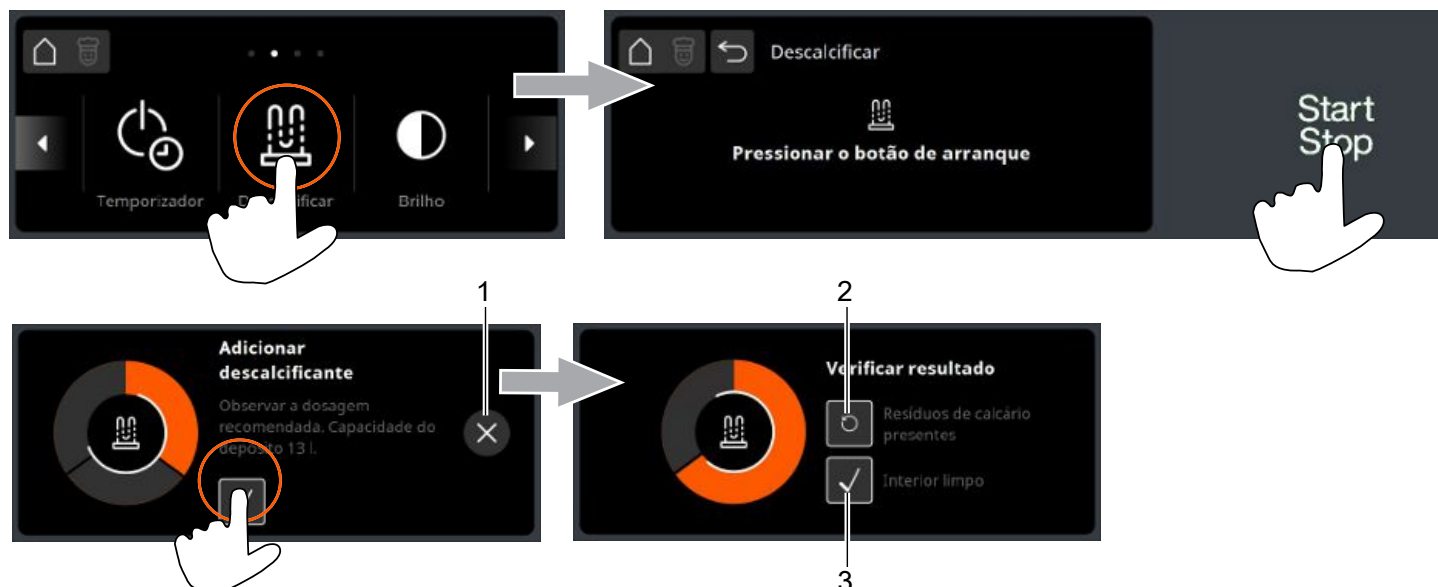 Temporizador
Brilho
Descalcificar
Pressionar o botão de arranque
Start
Stop
1
Adicionar
descalcificante
Observar a dosagem
recomendada. Capacidade do
deposito 13 l.
2
Verificar resultado
Resíduos de calcário
presentes
Interior limpo
3